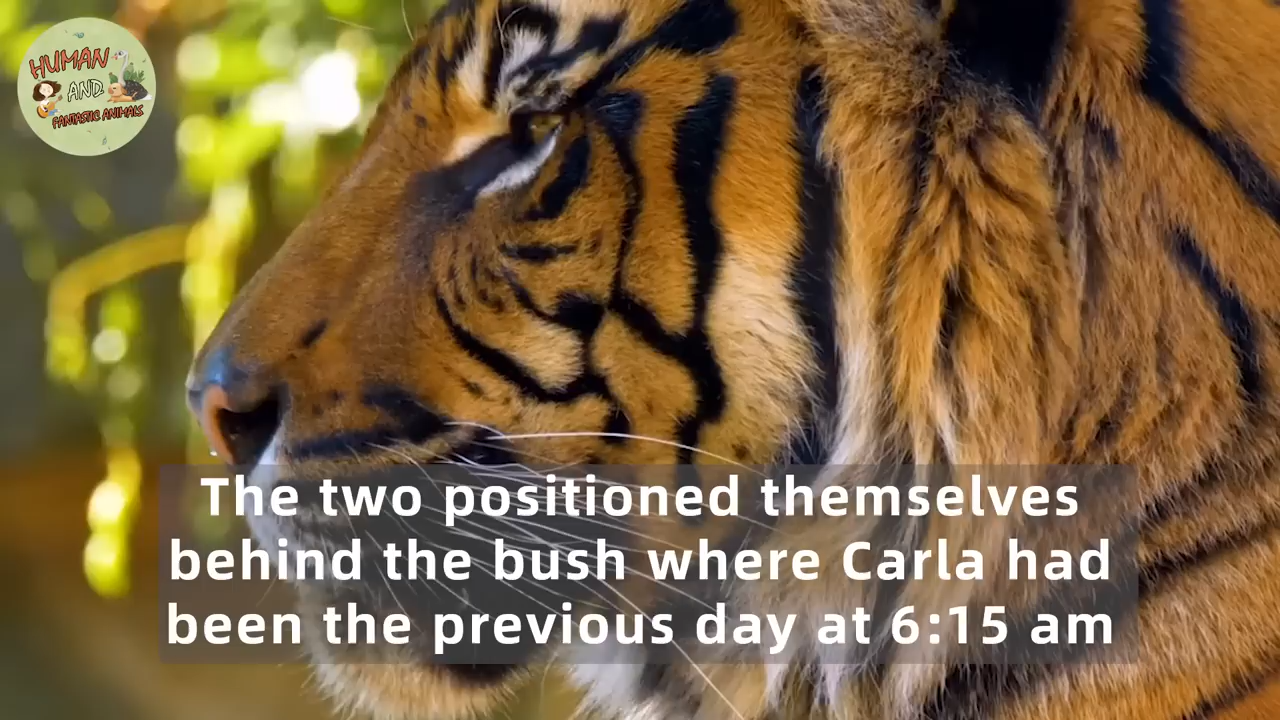 HUMAN
AND
FANTASTIC ANIMALS
The two positioned themselves
behind the bush where Carla had
been the previous day at 6:15 am